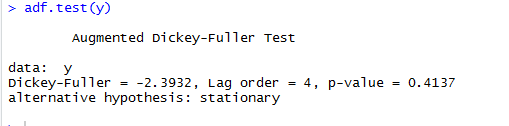 > adf.test(y)
Augmented Dickey-Fuller Test
data: y
Dickey-Fuller = -2.3932, Lag order = 4, p-value = 0.4137
alternative hypothesis: stationary